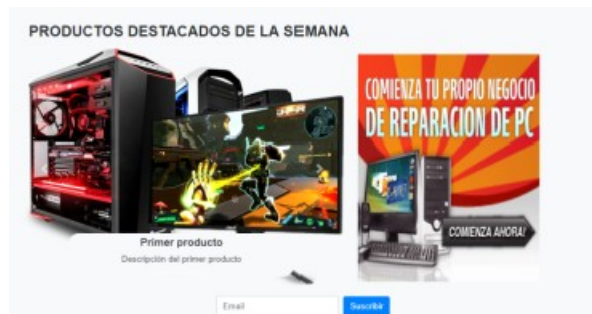 PRODUCTOS DESTACADOS DE LA SEMANA
COMIENZA TU PROPIO NEGOCIO
DE REPARACIÓN DE PC
COMIENZA AHORA!
Primer producto
Descripción del primer producto
Email
Suscribir